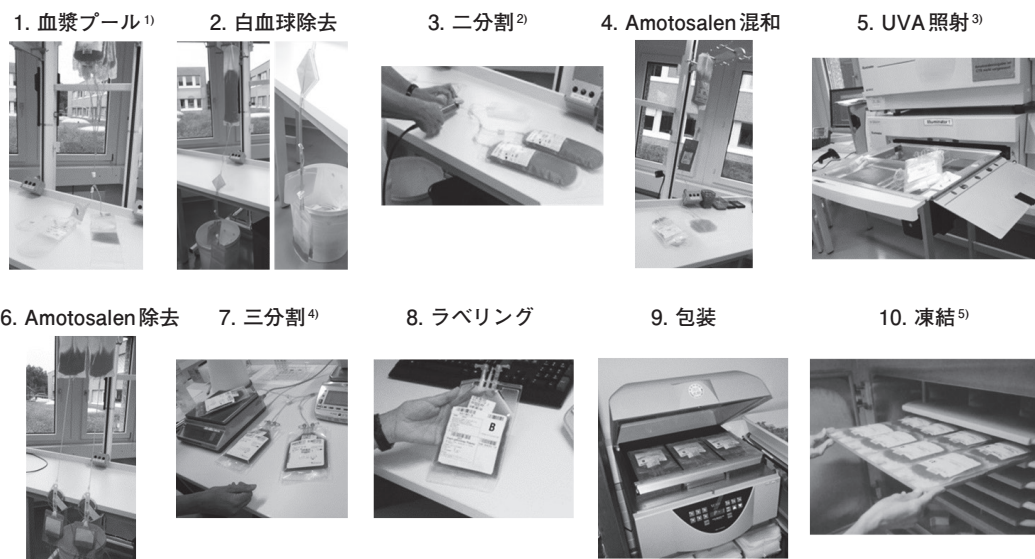 1. 血漿プール1)
2. 白血球除去
3. 二分割2)
4. Amotosalen混和
5. UVA照射3)
Illuminator 1
6. Amotosalen除去
7. 三分割4)
8. ラベリング
B
9. 包装
10. 凍結5)